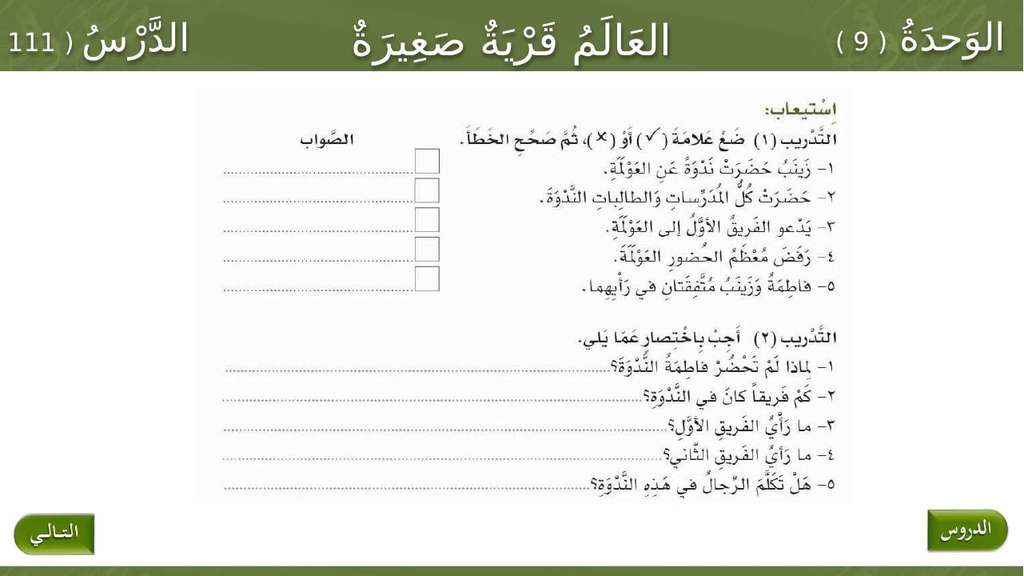 الوَحدَةُ ( 9 )
العَالَمُ قَرْيَةٌ صَغِيرَةٌ
الدَّرْسُ ( 111
اِسْتيعاب:
التَّدْريب (١) ضَعْ عَلامَةَ (✓) أَوْ (×)، ثُمَّ صَحِّحِ الخَطَأَ. الصَّواب
١- زَيْنَبُ حَضَرَتْ نَدْوَةً عَنِ العَوْلَمَةِ.
٢- حَضَرَتْ كُلُّ المُدَرِّساتِ وَالطالِباتِ النَّدْوَةَ.
٣- يَدْعو الفَريقُ الأَوَّلُ إلى العَوْلَمَةِ.
٤- رَفَضَ مُعْظَمُ الحُضورِ العَوْلَمَةَ.
٥- فاطِمَةُ وَزَيْنَبُ مُتَّفِقَتانِ في رَأْيِهِما.
التَّدْريب (٢) أَجِبْ بِاخْتِصارٍ عَمّا يَلي.
١- لِماذا لَمْ تَحْضُرْ فاطِمَةُ النَّدْوَةَ؟
٢- كَمْ فَريقاً كانَ في النَّدْوَةِ؟
٣- ما رَأْيُ الفَريقِ الأَوَّلِ؟
٤- ما رَأيُ الفَريقِ الثّاني؟
٥- هَلْ تَكَلَّمَ الرِّجالُ في هَذِهِ النَّدْوَةِ؟
الدروس
التالي